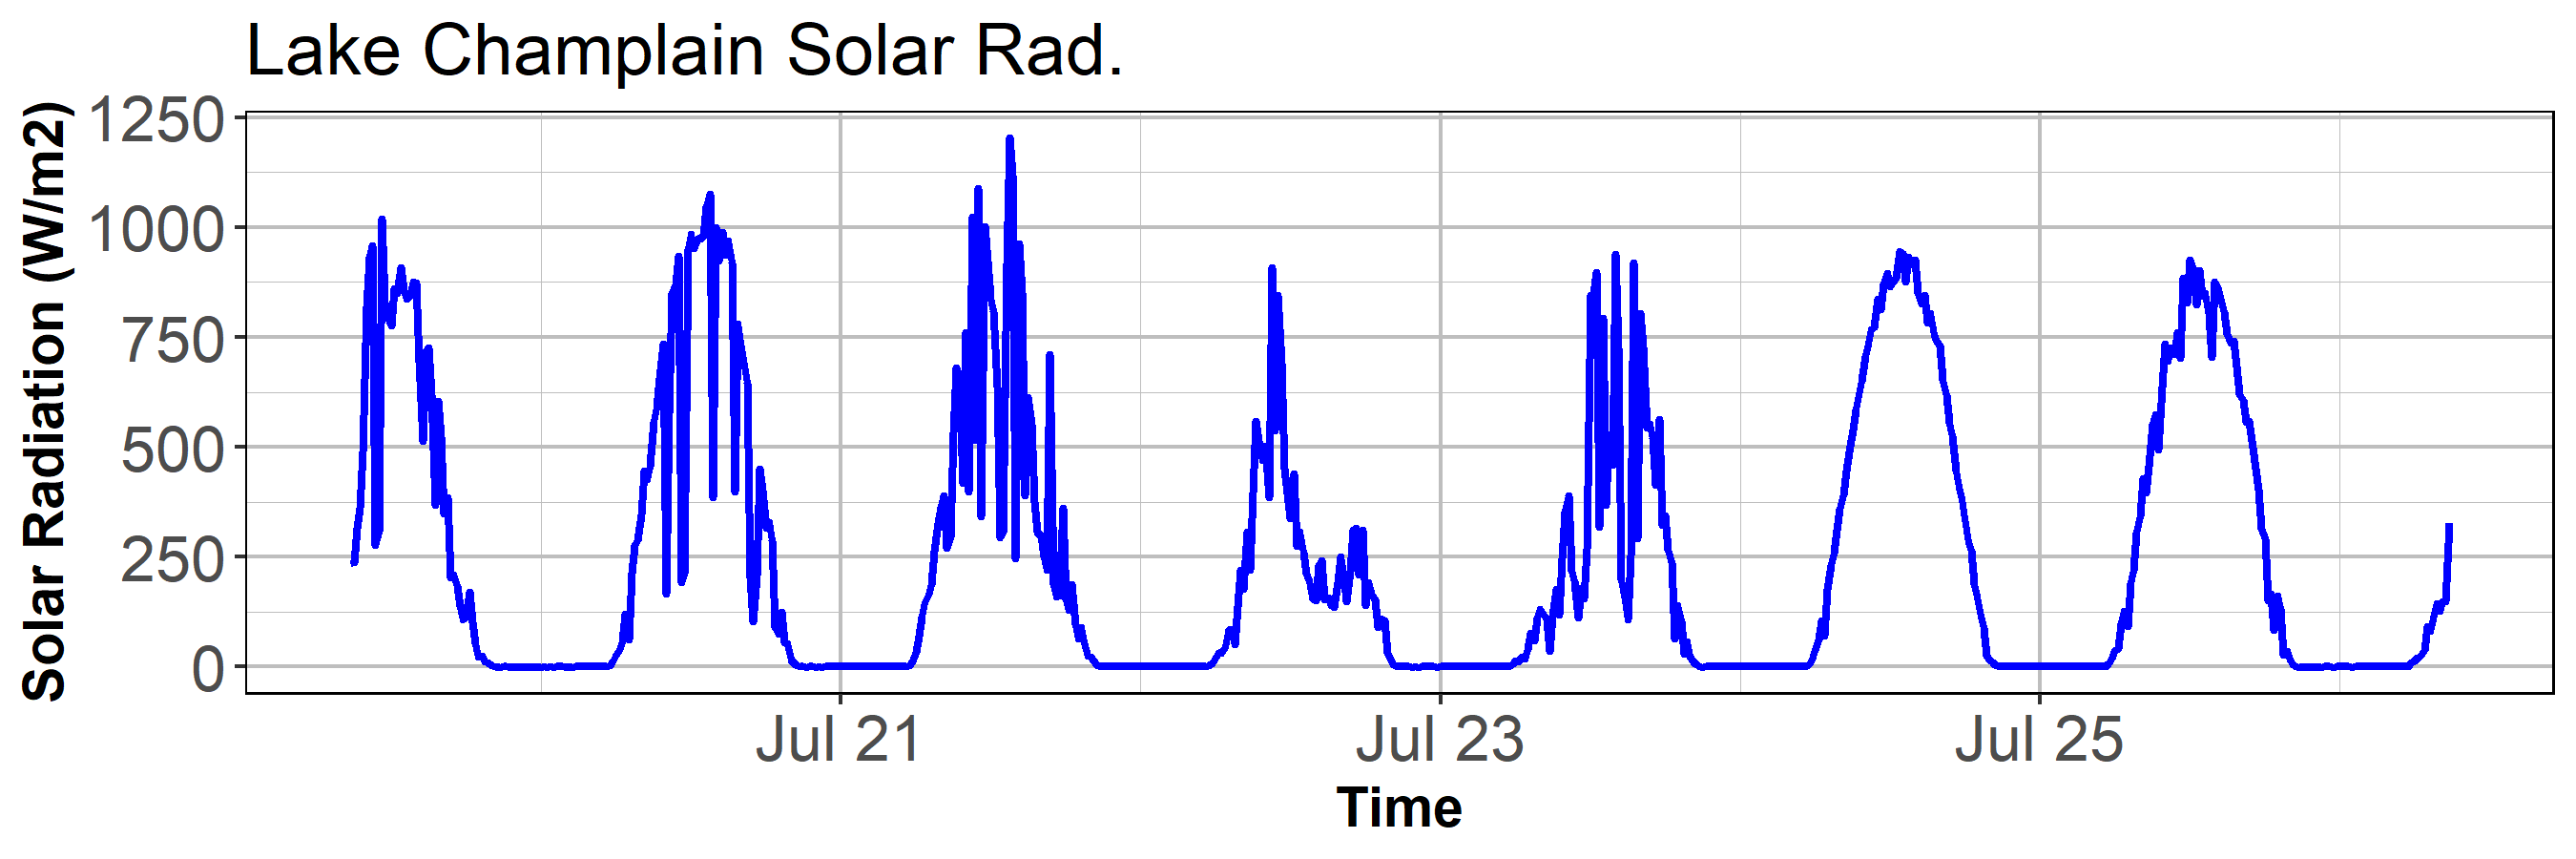 Lake Champlain Solar Rad.
Solar Radiation (W/m2)
1250
1000
750
500
250
0
Jul 21 Jul 23 Jul 25
Time